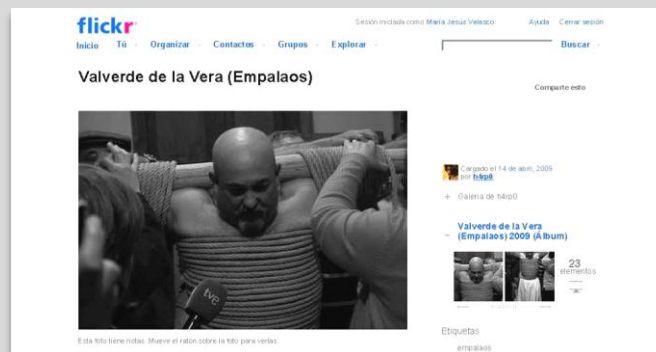 flickr
Sesión iniciada como María Jesús Velasco Ayuda Cerrar sesión
Inicio Tú Organizar Contactos Grupos Explorar Buscar
Valverde de la Vera (Empalaos)
Comparte esto
tve
Cargado el 14 de abril, 2009
por h4rp0
+ Galería de h4rp0
– Valverde de la Vera
(Empalaos) 2009 (Álbum)
23
elementos
Esta foto tiene notas. Mueve el ratón sobre la foto para verlas.
Etiquetas
empalaos